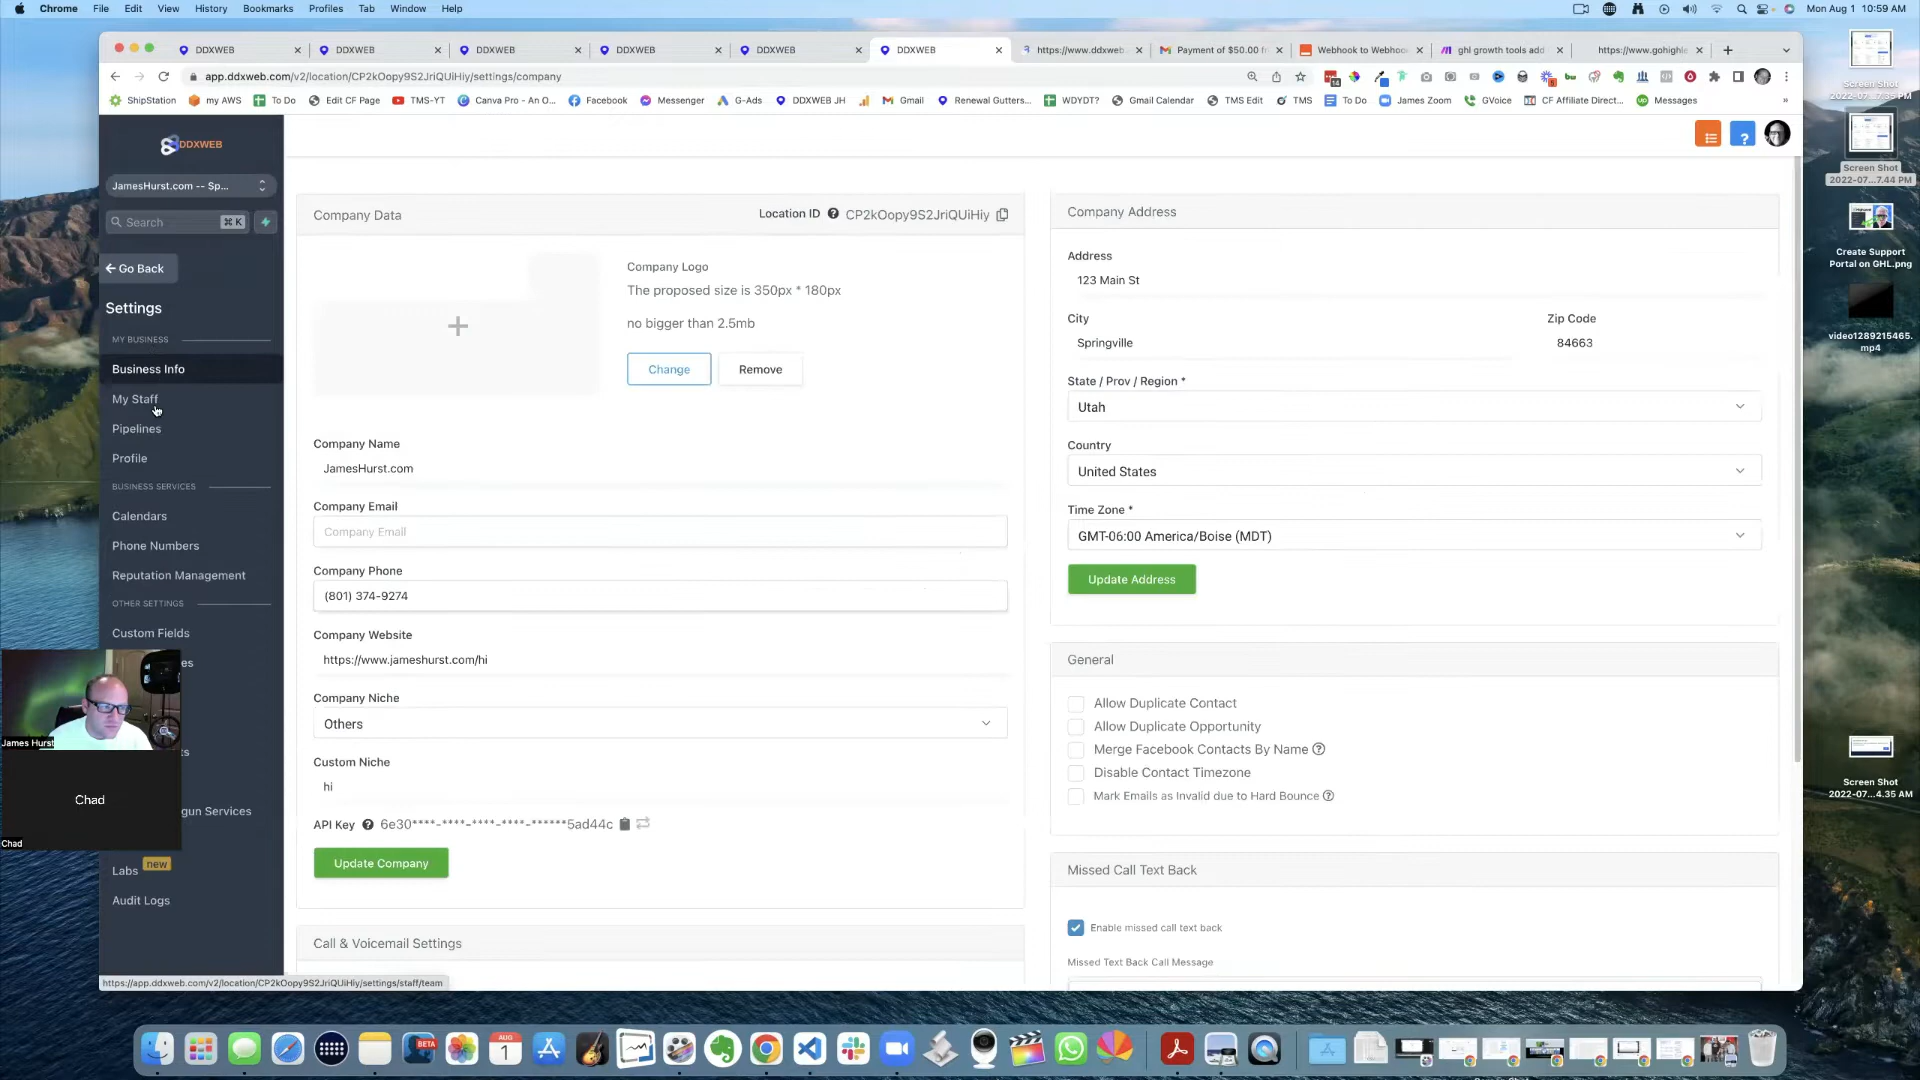 Chrome File Edit View History Bookmarks Profiles Tab Window Help Mon Aug 1 10:59 AM
DDXWEB DDXWEB DDXWEB DDXWEB DDXWEB DDXWEB https://www.ddxweb. Payment of $50.00 f Webhook to Webhoo ghl growth tools add https://www.gohighle
app.ddxweb.com/v2/location/CP2kOopy9S2JriQUiHiy/settings/company
ShipStation my AWS To Do Edit CF Page TMS-YT Canva Pro - An O... Facebook Messenger G-Ads DDXWEB JH Gmail Renewal Gutters... WDYDT? Gmail Calendar TMS Edit TMS To Do James Zoom GVoice CF Affiliate Direct... Messages »
DDXWEB
JamesHurst.com -- Sp...
Search ⌘ K
Go Back
Settings
MY BUSINESS
Business Info
My Staff
Pipelines
Profile
BUSINESS SERVICES
Calendars
Phone Numbers
Reputation Management
OTHER SETTINGS
Custom Fields
es
ts
gun Services
Labs new
Audit Logs
James Hurst
Chad
Chad
Company Data Location ID CP2kOopy9S2JriQUiHiy
Company Logo
The proposed size is 350px * 180px
no bigger than 2.5mb
Change Remove
Company Name
JamesHurst.com
Company Email
Company Email
Company Phone
(801) 374-9274
Company Website
https://www.jameshurst.com/hi
Company Niche
Others
Custom Niche
hi
API Key 6e30****-****-****-****-******5ad44c
Update Company
Call & Voicemail Settings
Company Address
Address
123 Main St
City Zip Code
Springville 84663
State / Prov / Region *
Utah
Country
United States
Time Zone *
GMT-06:00 America/Boise (MDT)
Update Address
General
Allow Duplicate Contact
Allow Duplicate Opportunity
Merge Facebook Contacts By Name
Disable Contact Timezone
Mark Emails as Invalid due to Hard Bounce
Missed Call Text Back
Enable missed call text back
Missed Text Back Call Message
https://app.ddxweb.com/v2/location/CP2kOopy9S2JriQUiHiy/settings/staff/team
Screen Shot
2022-07...7.35 PM
Screen Shot
2022-07...7.44 PM
Create Support
Portal on GHL.png
video1289215465.
mp4
Screen Shot
2022-07...4.35 AM
BETA
AUG
1